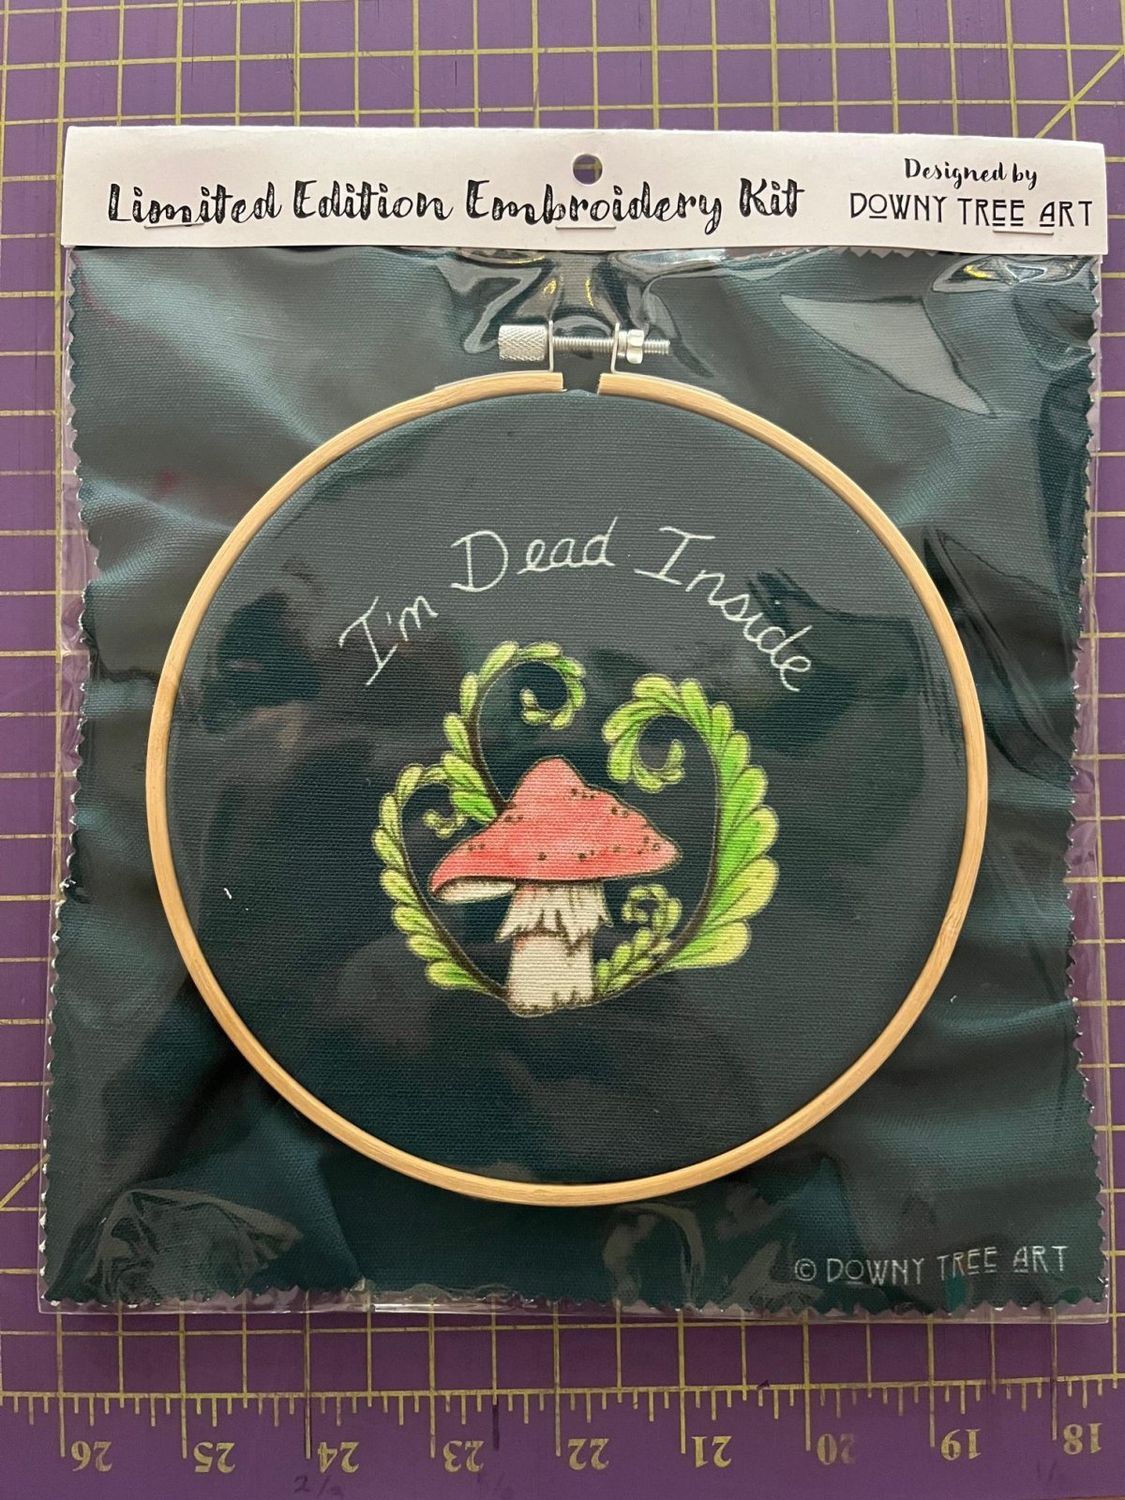 Limited Edition Embroidery Kit
Designed by
DOWNY TREE ART
I'm Dead Inside
© DOWNY TREE ART
26 25 24 23 22 21 20 19 18